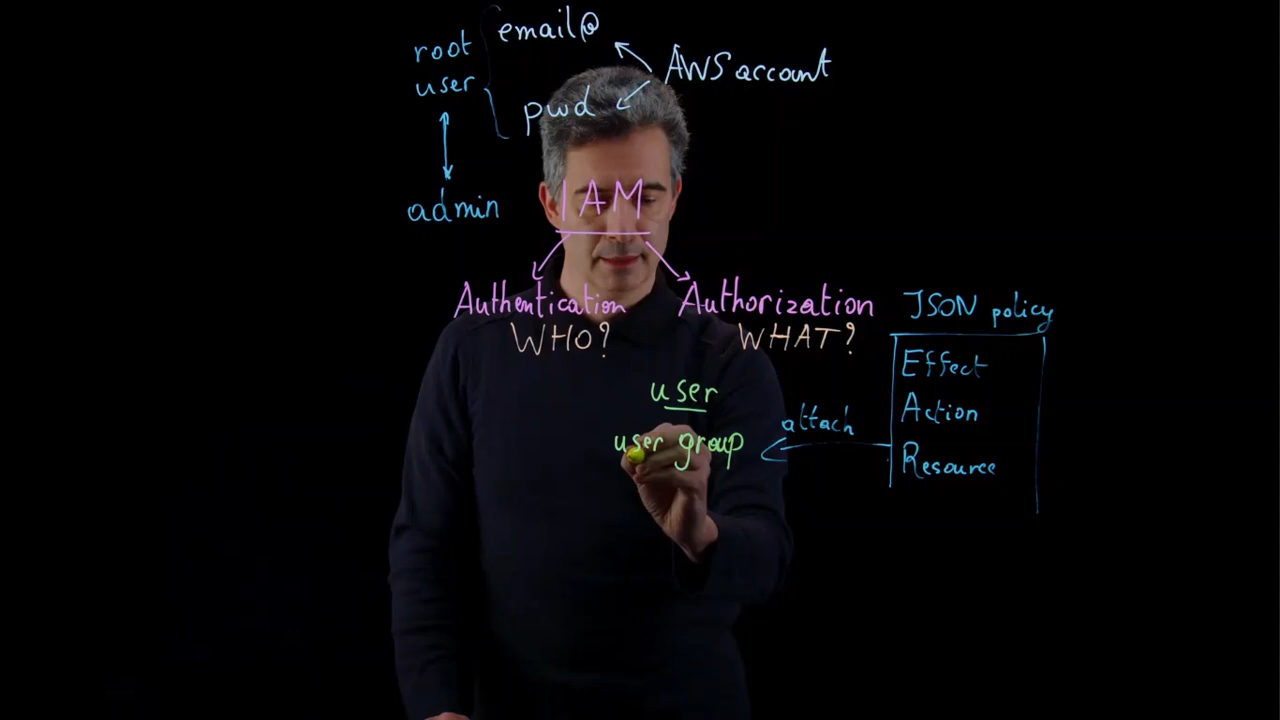 root user
email@
pwd
AWS account
admin
IAM
Authentication
WHO?
Authorization
WHAT?
JSON policy
Effect
Action
Resource
attach
user
user group